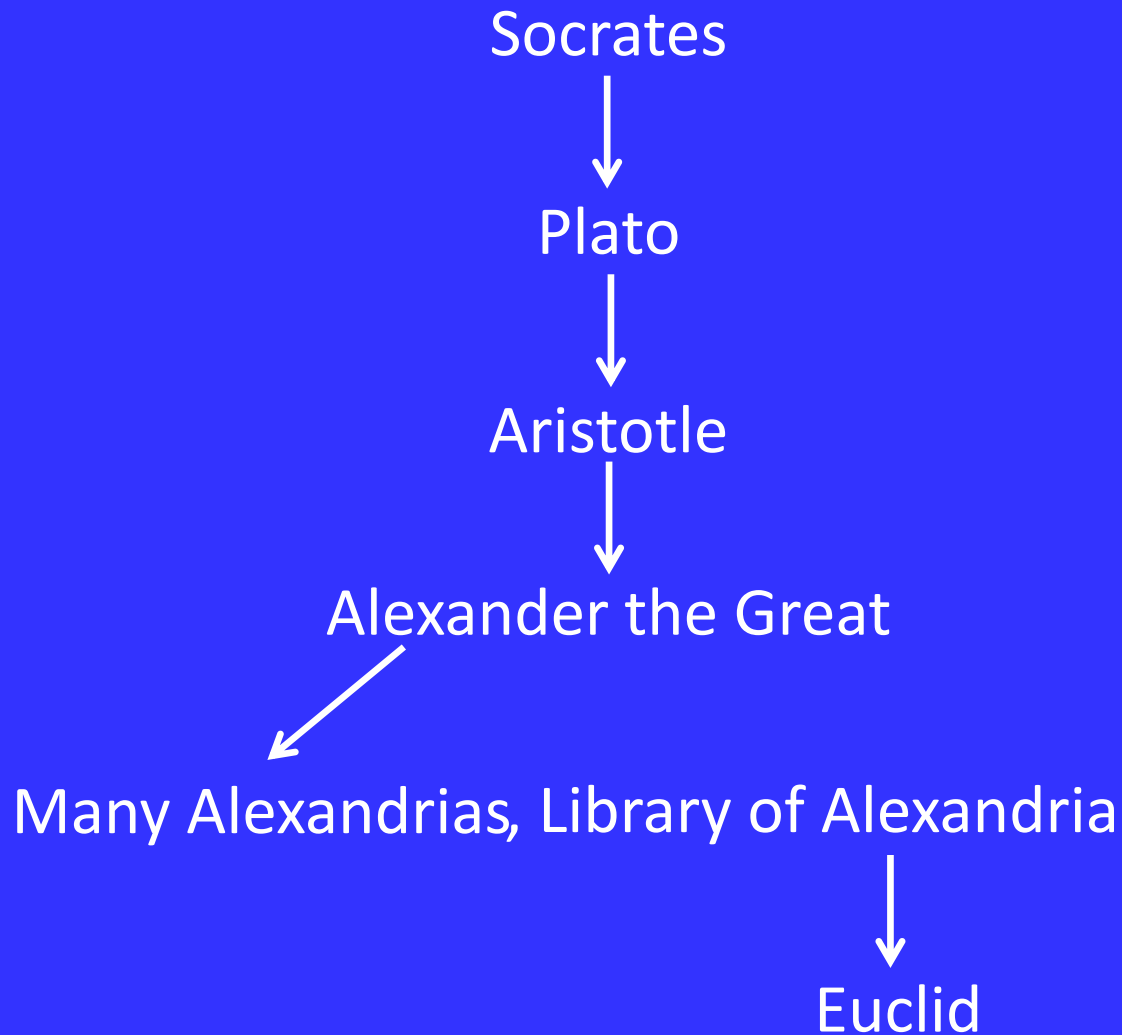 Socrates
Plato
Aristotle
Alexander the Great
Many Alexandrias, Library of Alexandria
Euclid